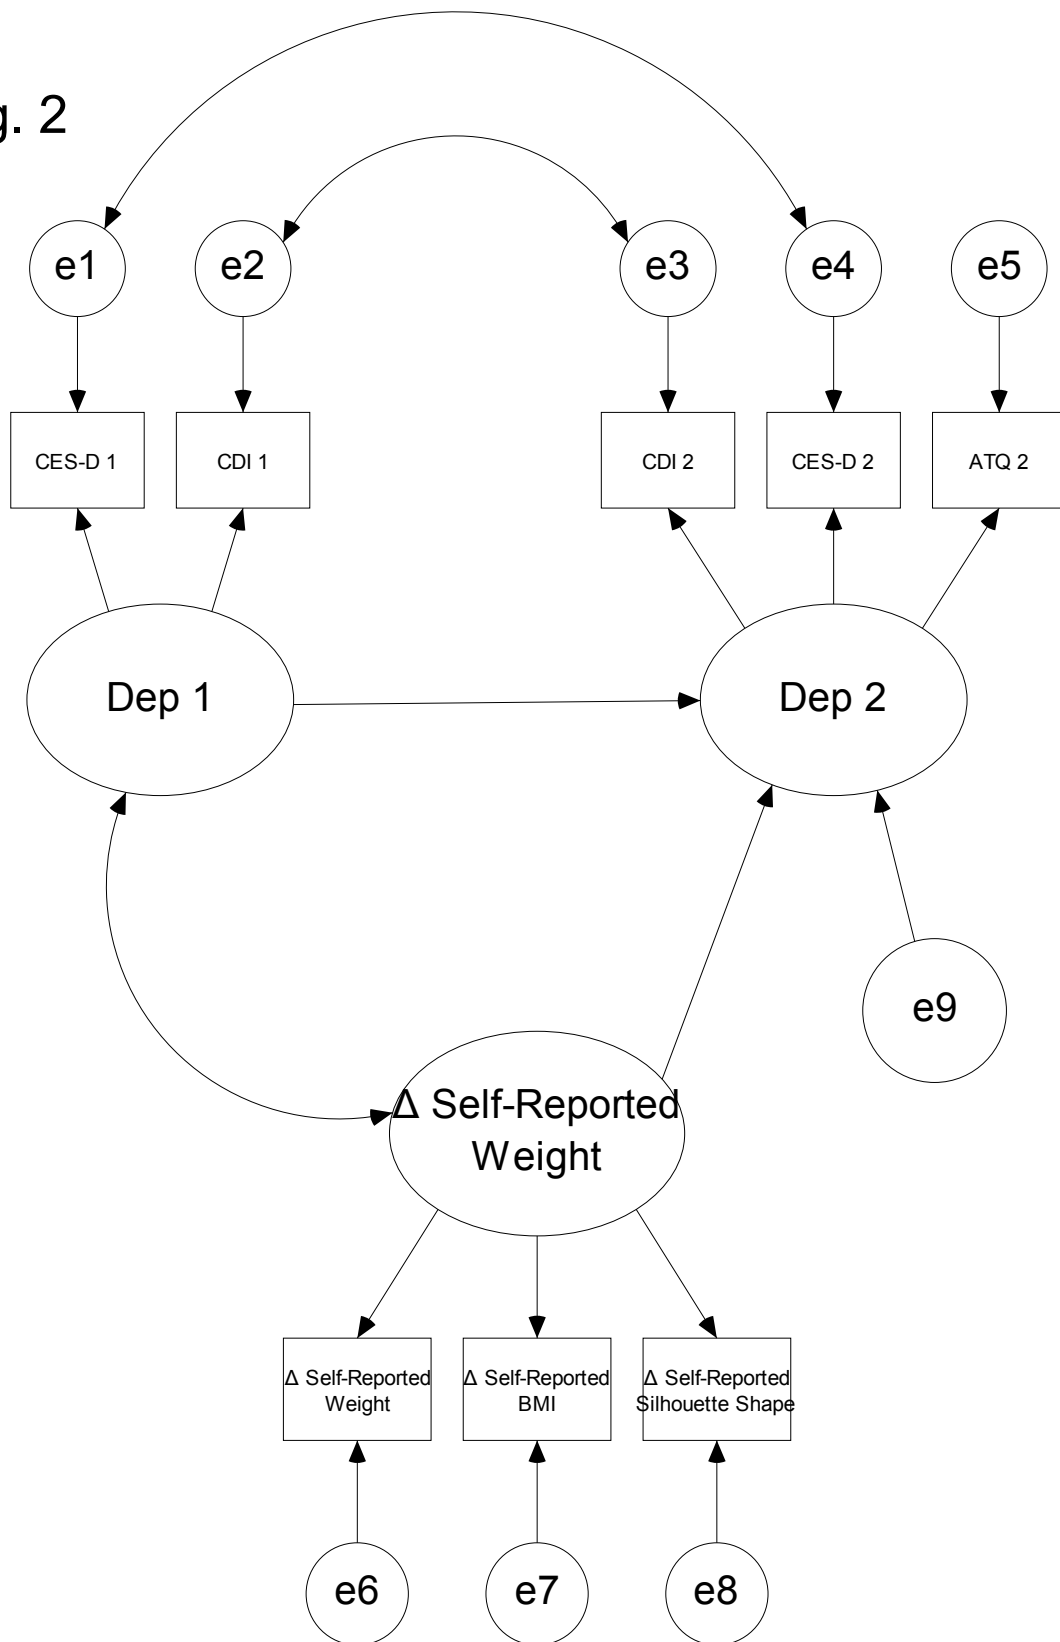 g. 2
e1
e2
e3
e4
e5
CES-D 1
CDI 1
CDI 2
CES-D 2
ATQ 2
Dep 1
Dep 2
e9
Δ Self-Reported
Weight
Δ Self-Reported
Weight
Δ Self-Reported
BMI
Δ Self-Reported
Silhouette Shape
e6
e7
e8